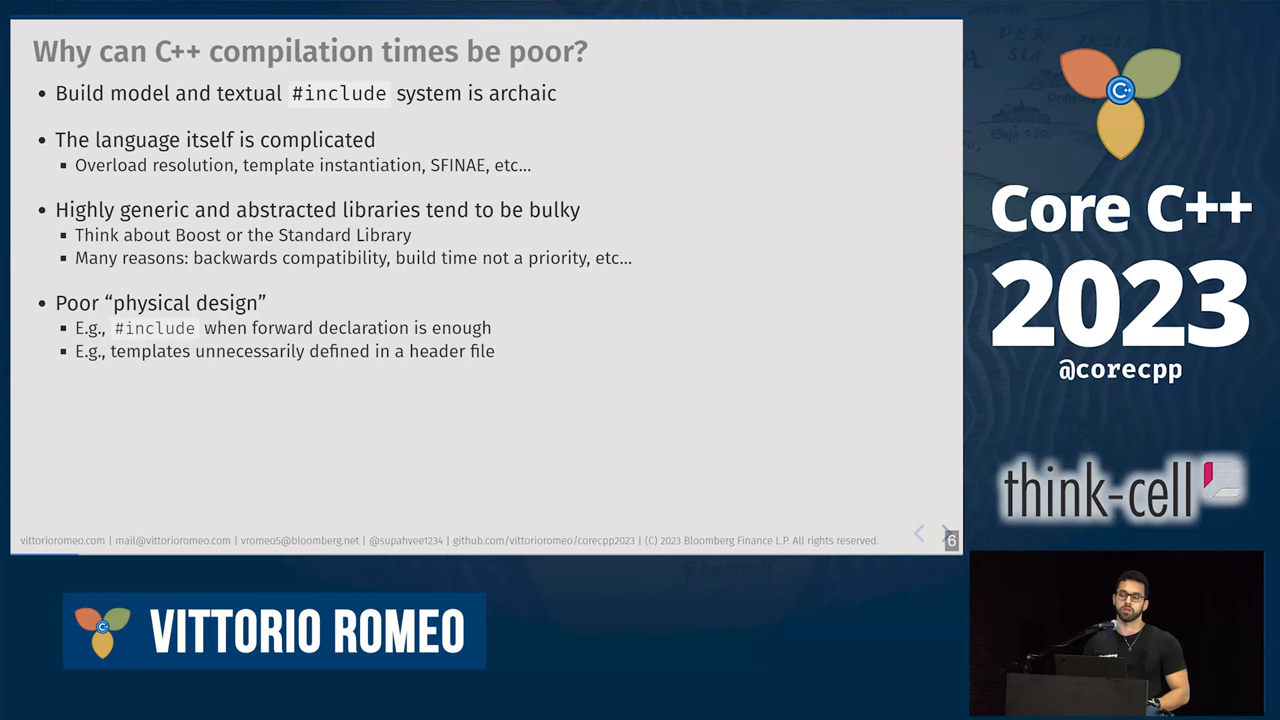 Why can C++ compilation times be poor?
• Build model and textual #include system is archaic
• The language itself is complicated
▪ Overload resolution, template instantiation, SFINAE, etc...
• Highly generic and abstracted libraries tend to be bulky
▪ Think about Boost or the Standard Library
▪ Many reasons: backwards compatibility, build time not a priority, etc...
• Poor “physical design”
▪ E.g., #include when forward declaration is enough
▪ E.g., templates unnecessarily defined in a header file
vittorioromeo.com | mail@vittorioromeo.com | vromeo5@bloomberg.net | @supahvee1234 | github.com/vittorioromeo/corecpp2023 | (C) 2023 Bloomberg Finance L.P. All rights reserved.
6
C++
Core C++
2023
@corecpp
think-cell
C++
VITTORIO ROMEO